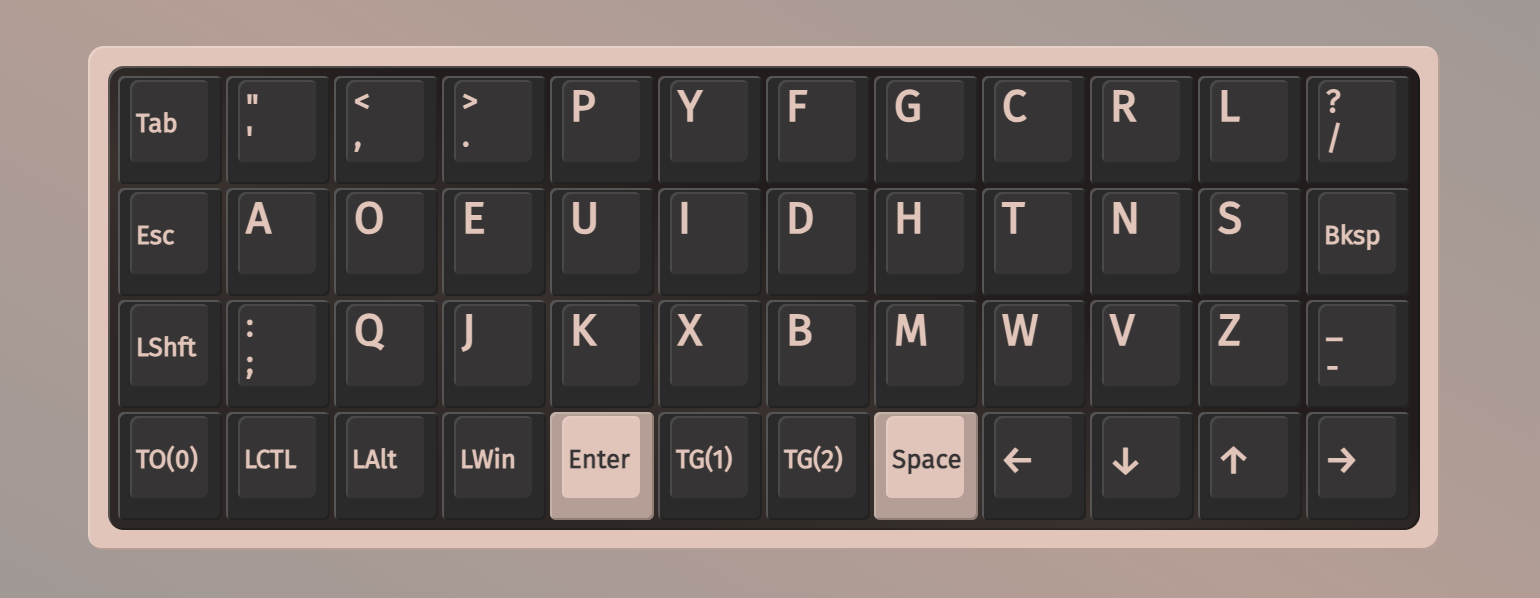 Tab " ' < , > . P Y F G C R L ? /
Esc A O E U I D H T N S Bksp
LShft : ; Q J K X B M W V Z _ -
TO(0) LCTL LAlt LWin Enter TG(1) TG(2) Space ← ↓ ↑ →